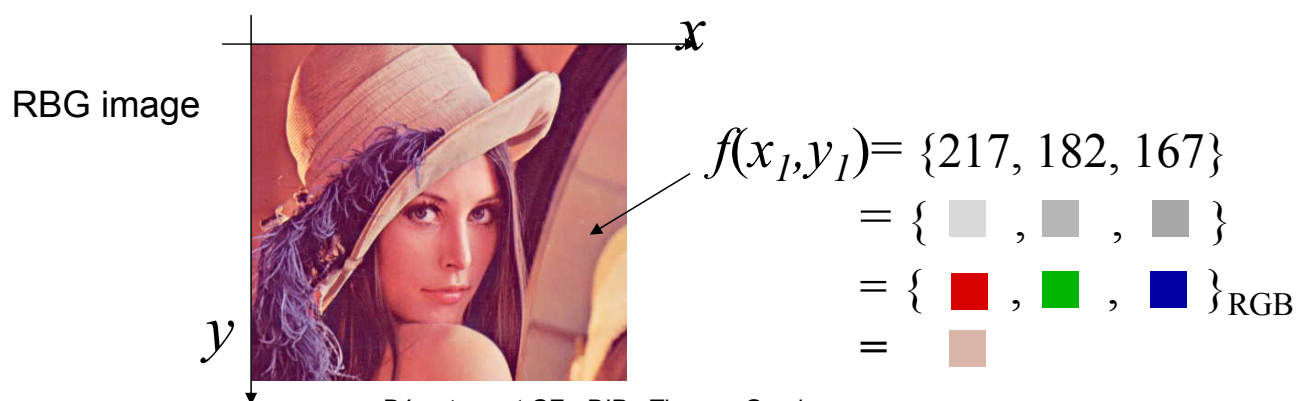 x
RBG image
f(x1,y1)= {217, 182, 167}
= { , , }
= { , , }RGB
=
y